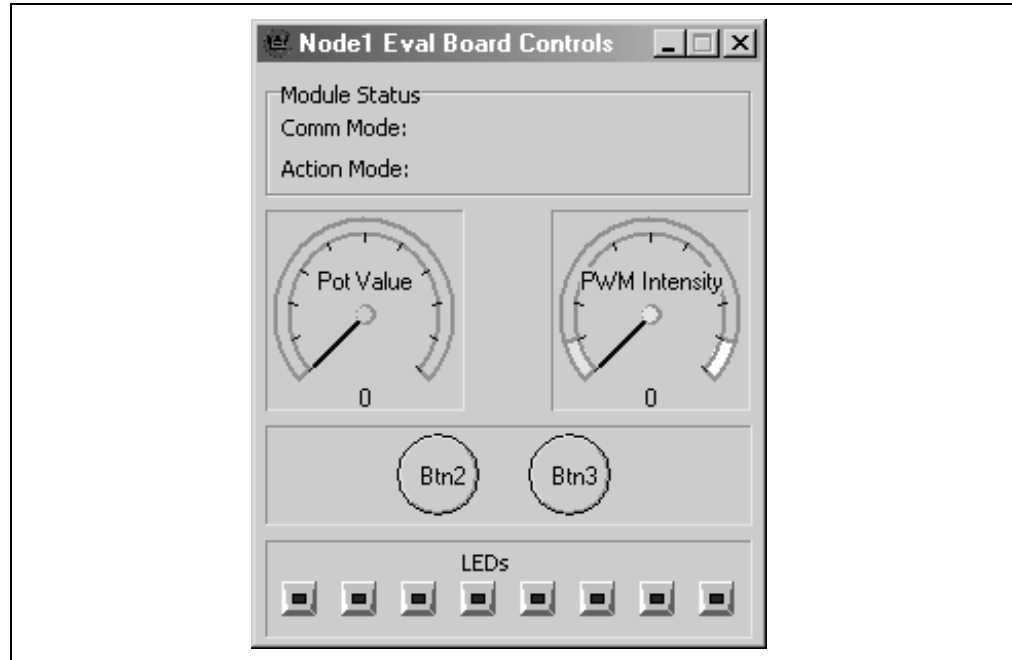 Node1 Eval Board Controls
Module Status
Comm Mode:
Action Mode:
Pot Value
0
PWM Intensity
0
Btn2
Btn3
LEDs